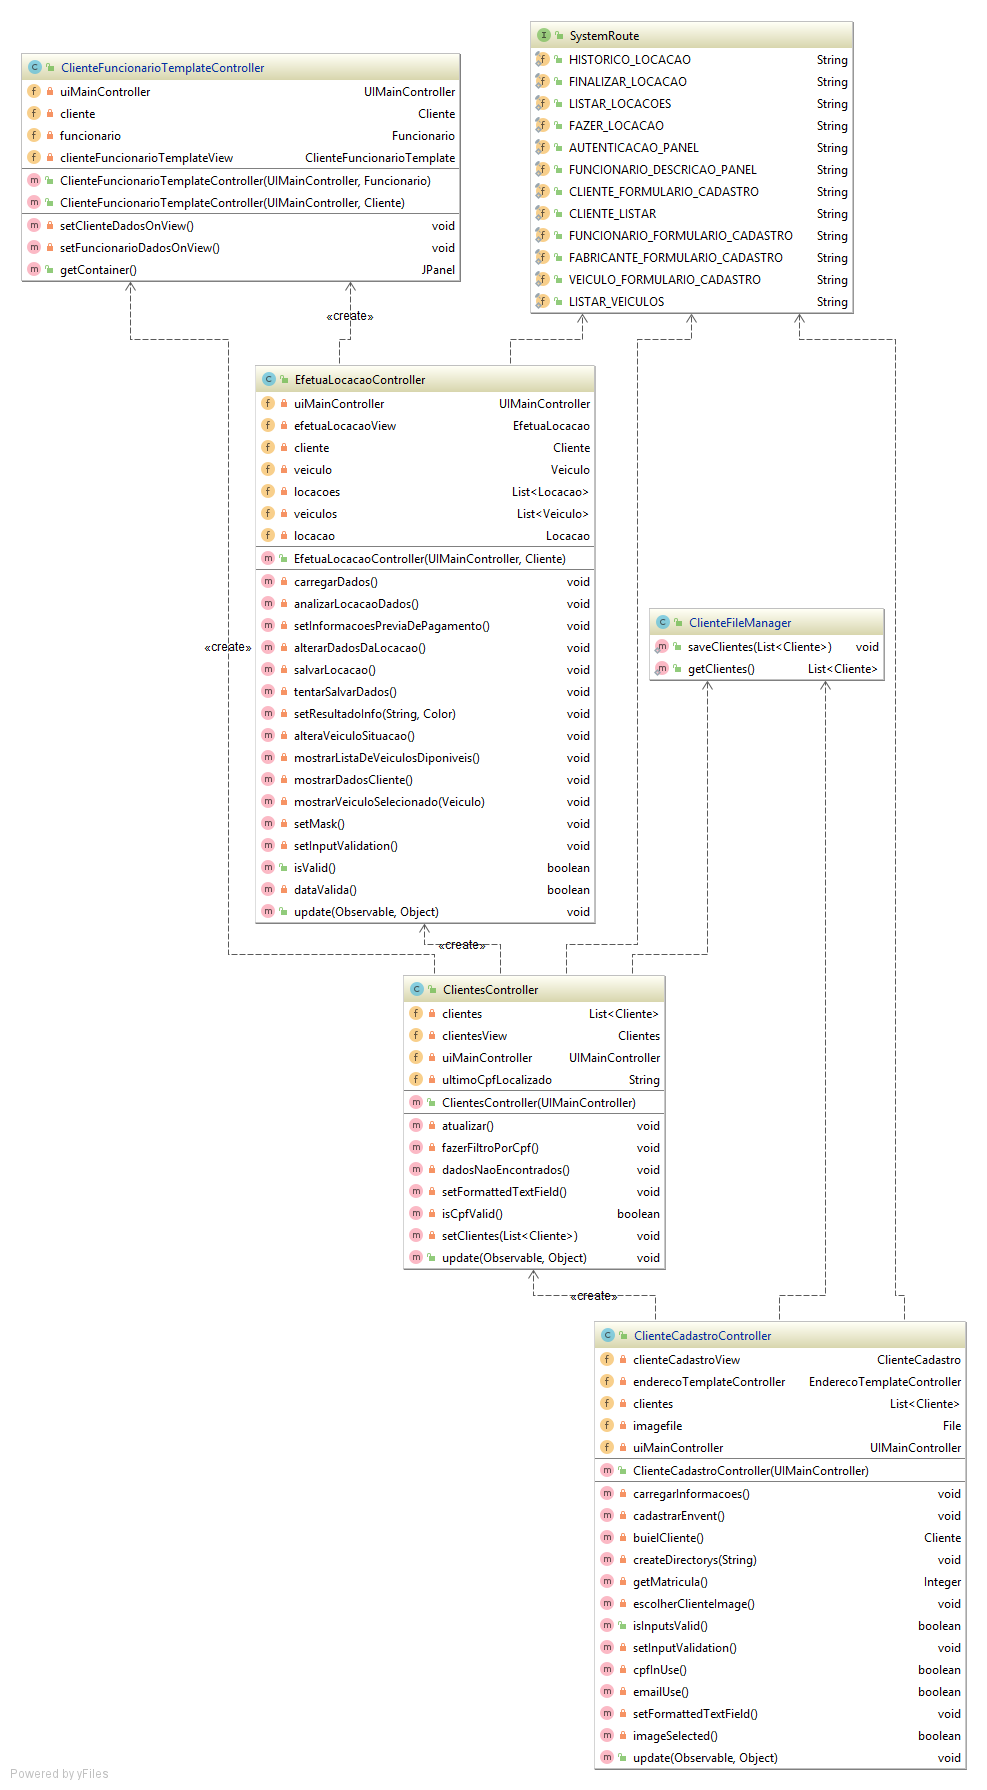 SystemRoute
HISTORICO_LOCACAO String
FINALIZAR_LOCACAO String
LISTAR_LOCACOES String
FAZER_LOCACAO String
AUTENTICACAO_PANEL String
FUNCIONARIO_DESCRICAO_PANEL String
CLIENTE_FORMULARIO_CADASTRO String
CLIENTE_LISTAR String
FUNCIONARIO_FORMULARIO_CADASTRO String
FABRICANTE_FORMULARIO_CADASTRO String
VEICULO_FORMULARIO_CADASTRO String
LISTAR_VEICULOS String
ClienteFuncionarioTemplateController
uiMainController UIMainController
cliente Cliente
funcionario Funcionario
clienteFuncionarioTemplateView ClienteFuncionarioTemplate
ClienteFuncionarioTemplateController(UIMainController, Funcionario)
ClienteFuncionarioTemplateController(UIMainController, Cliente)
setClienteDadosOnView() void
setFuncionarioDadosOnView() void
getContainer() JPanel
«create»
EfetuaLocacaoController
uiMainController UIMainController
efetuaLocacaoView EfetuaLocacao
cliente Cliente
veiculo Veiculo
locacoes List<Locacao>
veiculos List<Veiculo>
locacao Locacao
EfetuaLocacaoController(UIMainController, Cliente)
carregarDados() void
analizarLocacaoDados() void
setInformacoesPreviaDePagamento() void
alterarDadosDaLocacao() void
salvarLocacao() void
tentarSalvarDados() void
setResultadoInfo(String, Color) void
alteraVeiculoSituacao() void
mostrarListaDeVeiculosDiponiveis() void
mostrarDadosCliente() void
mostrarVeiculoSelecionado(Veiculo) void
setMask() void
setInputValidation() void
isValid() boolean
dataValida() boolean
update(Observable, Object) void
«create»
ClienteFileManager
saveClientes(List<Cliente>) void
getClientes() List<Cliente>
«create»
ClientesController
clientes List<Cliente>
clientesView Clientes
uiMainController UIMainController
ultimoCpfLocalizado String
ClientesController(UIMainController)
atualizar() void
fazerFiltroPorCpf() void
dadosNaoEncontrados() void
setFormattedTextField() void
isCpfValid() boolean
setClientes(List<Cliente>) void
update(Observable, Object) void
«create»
ClienteCadastroController
clienteCadastroView ClienteCadastro
enderecoTemplateController EnderecoTemplateController
clientes List<Cliente>
imagefile File
uiMainController UIMainController
ClienteCadastroController(UIMainController)
carregarInformacoes() void
cadastrarEnvent() void
buielCliente() Cliente
createDirectorys(String) void
getMatricula() Integer
escolherClienteImage() void
isInputsValid() boolean
setInputValidation() void
cpfInUse() boolean
emailUse() boolean
setFormattedTextField() void
imageSelected() boolean
update(Observable, Object) void
Powered by yFiles